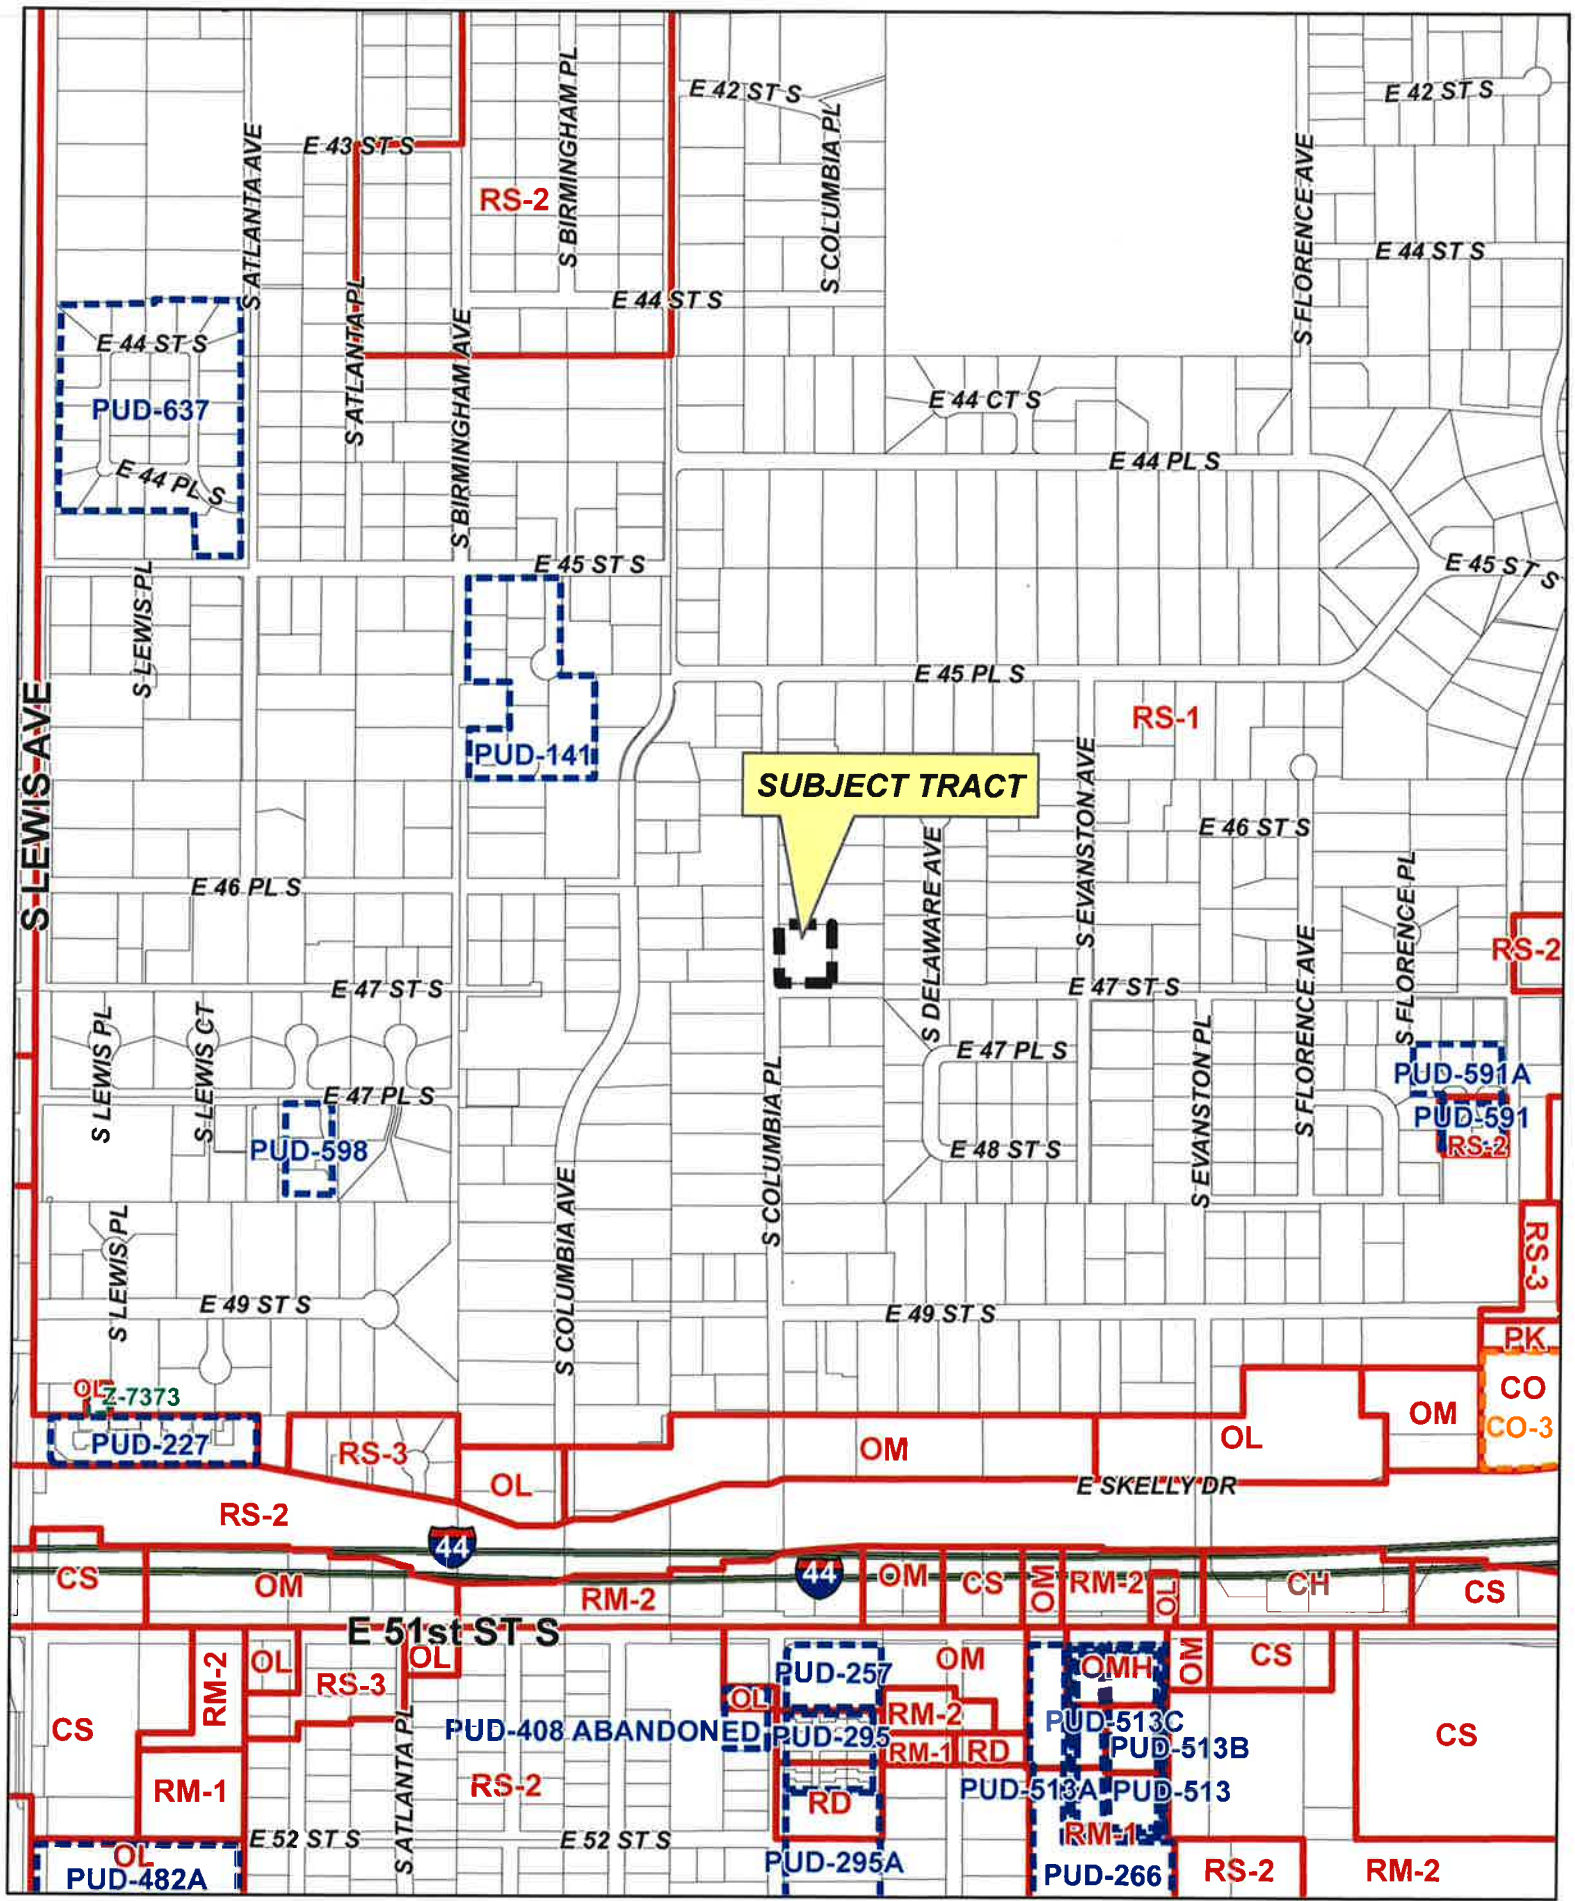 E 42 ST S
E 42 ST S
S BIRMINGHAM PL
S COLUMBIA PL
S ATLANTA AVE
E 43 ST S
S FLORENCE AVE
RS-2
E 44 ST S
E 44 ST S
S ATLANTA PL
S BIRMINGHAM AVE
E 44 ST S
PUD-637
E 44 CT S
E 44 PL S
E 44 PL S
E 45 ST S
E 45 ST S
S LEWIS PL
E 45 PL S
RS-1
S LEWIS AVE
PUD-141
SUBJECT TRACT
S EVANSTON AVE
E 46 ST S
S DELAWARE AVE
S FLORENCE PL
E 46 PL S
RS-2
S FLORENCE AVE
E 47 ST S
E 47 ST S
S LEWIS PL
S LEWIS CT
S EVANSTON PL
E 47 PL S
PUD-591A
E 47 PL S
PUD-591
RS-2
PUD-598
E 48 ST S
S COLUMBIA PL
S COLUMBIA AVE
S LEWIS PL
RS-3
E 49 ST S
E 49 ST S
PK
OL
Z-7373
CO
CO-3
OM
PUD-227
RS-3
OL
OM
OL
E SKELLY DR
RS-2
44
44
CS
OM
RM-2
OM
CS
OM
RM-2
OL
CH
CS
E 51st ST S
RM-2
OL
RS-3
OL
PUD-257
OM
OMH
OM
CS
CS
S ATLANTA PL
PUD-408 ABANDONED
OL
PUD-295
RM-2
PUD-513C
PUD-513B
CS
RM-1
RD
RM-1
RS-2
RD
PUD-513A
PUD-513
RM-1
E 52 ST S
E 52 ST S
OL
PUD-482A
PUD-295A
PUD-266
RS-2
RM-2